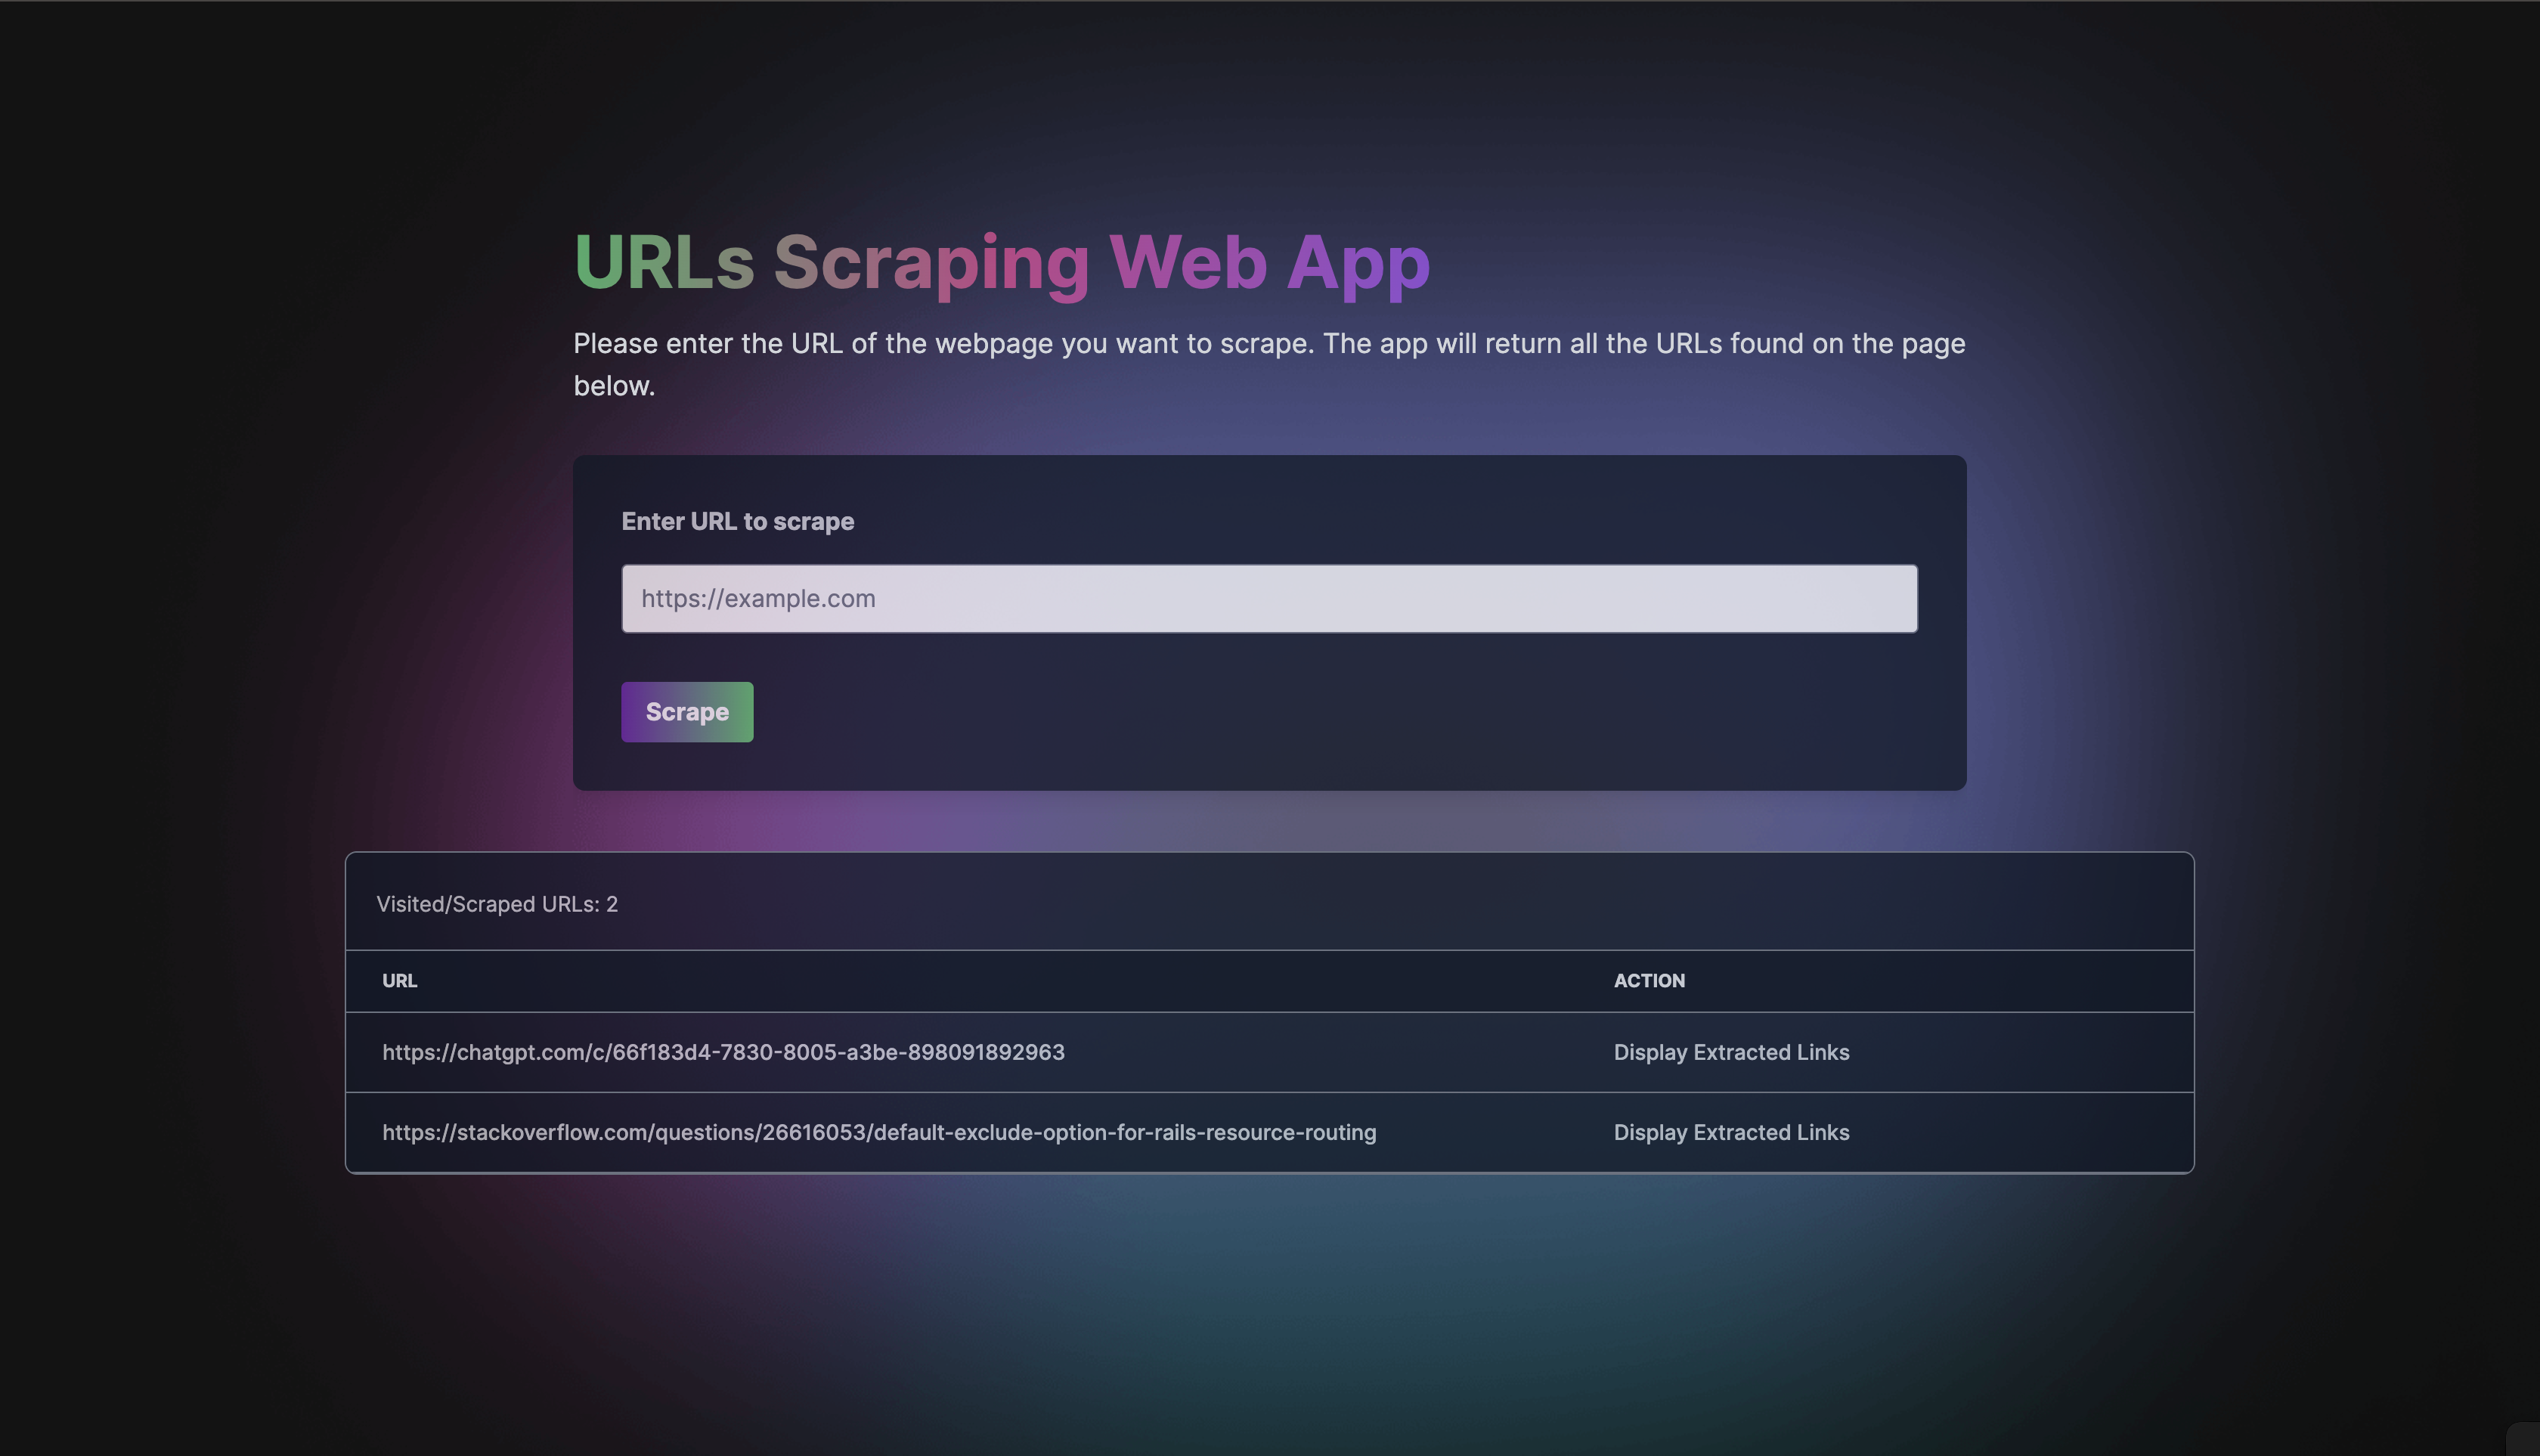 URLs Scraping Web App
Please enter the URL of the webpage you want to scrape. The app will return all the URLs found on the page
below.
Enter URL to scrape
https://example.com
Scrape
Visited/Scraped URLs: 2
URL ACTION
https://chatgpt.com/c/66f183d4-7830-8005-a3be-898091892963 Display Extracted Links
https://stackoverflow.com/questions/26616053/default-exclude-option-for-rails-resource-routing Display Extracted Links